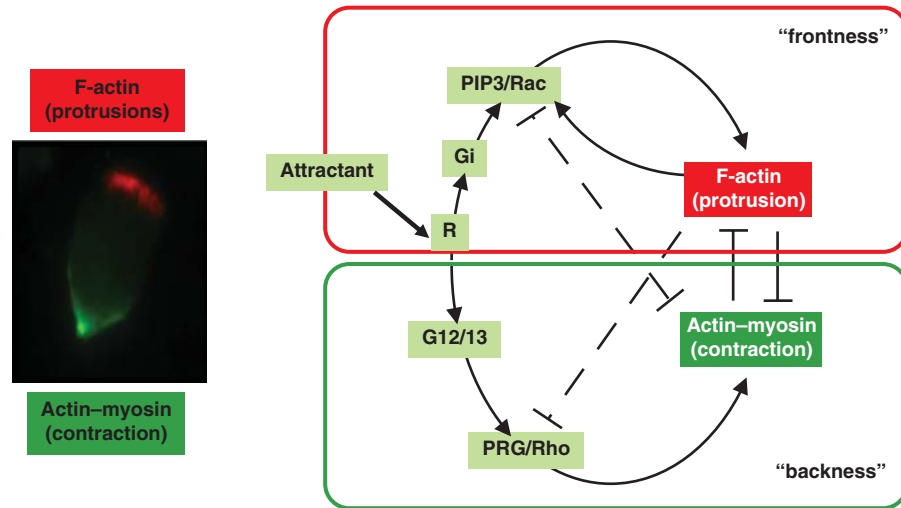 F-actin
(protrusions)
Actin–myosin
(contraction)
“frontness”
PIP3/Rac
Gi
Attractant
R
F-actin
(protrusion)
G12/13
Actin–myosin
(contraction)
PRG/Rho
“backness”